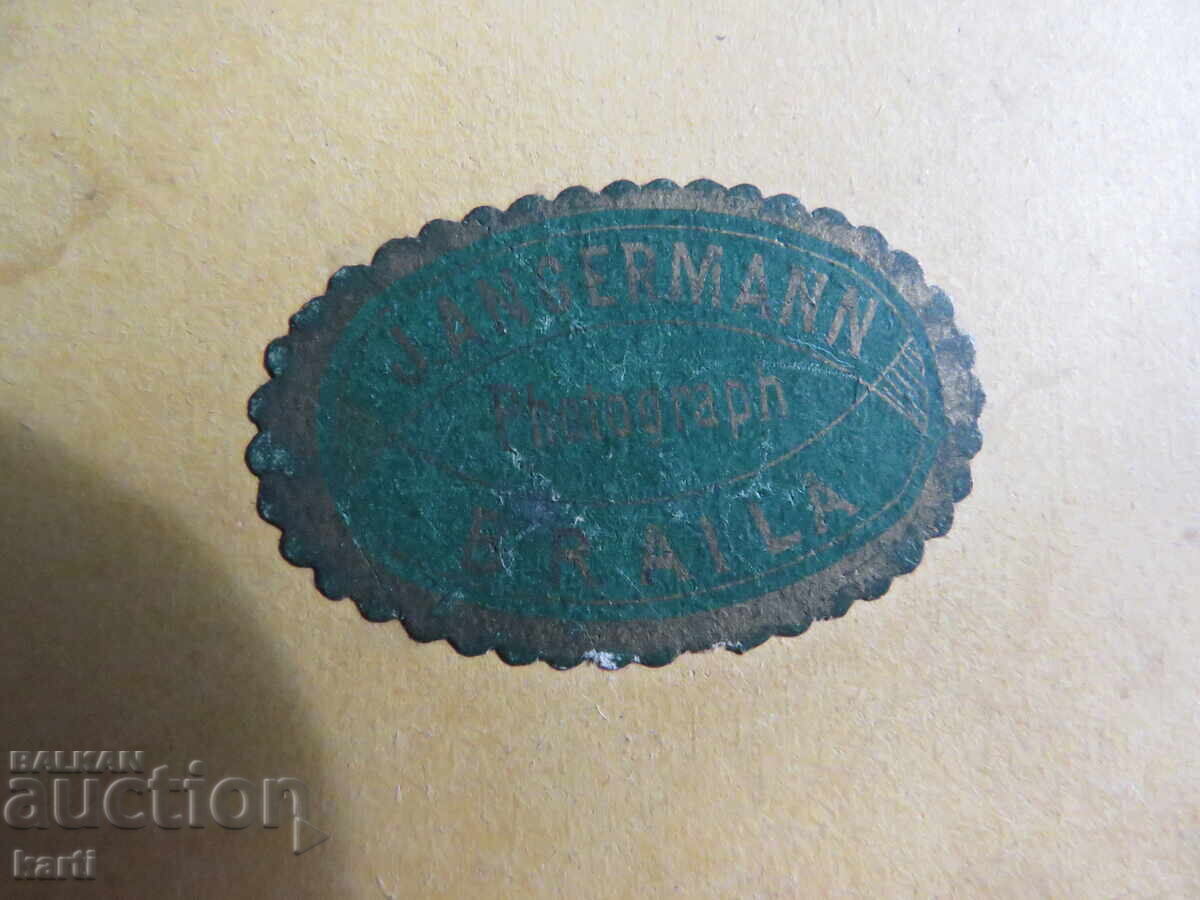 J. ANGERMANN
Photograph
BRAILA
BALKAN
auction
karti